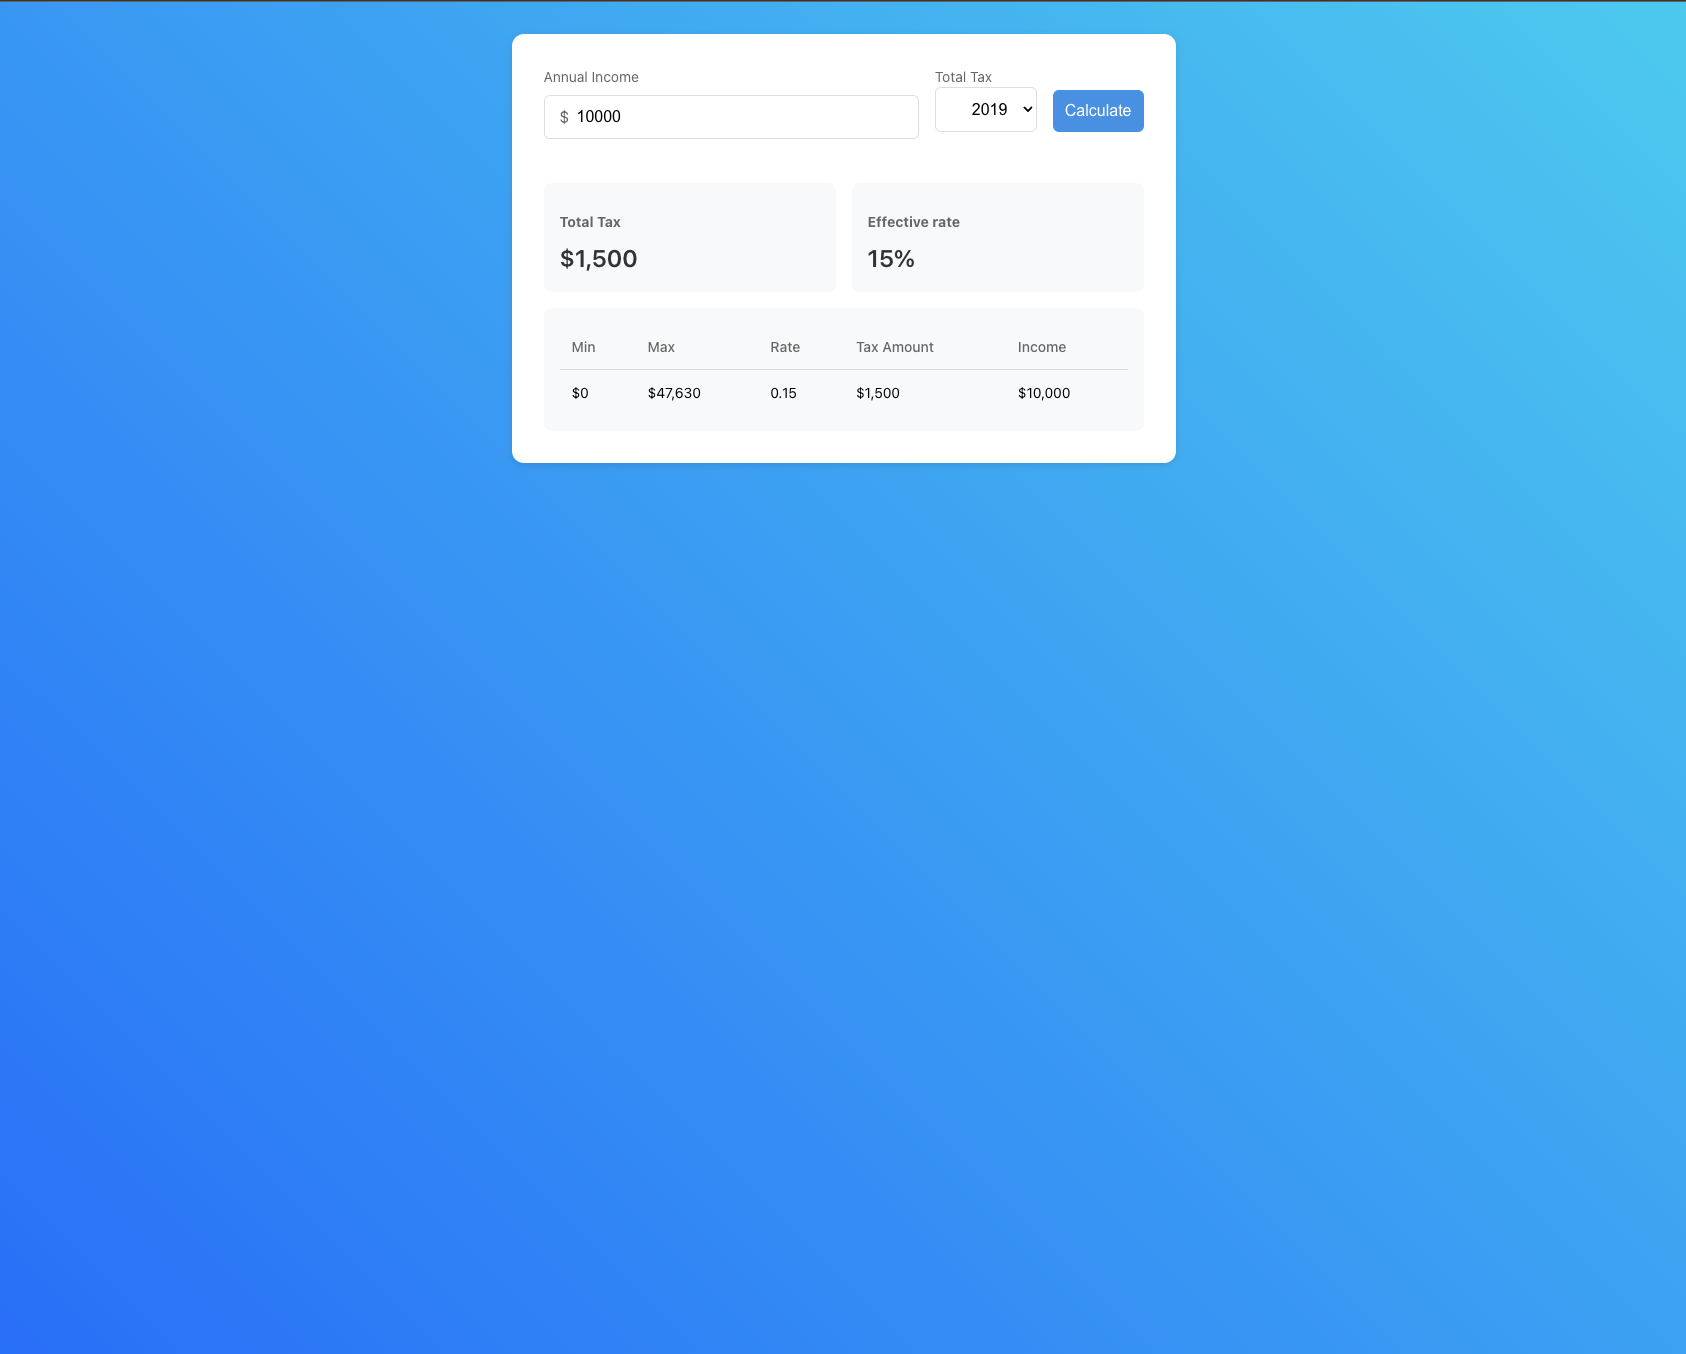 Annual Income
Total Tax
$ 10000
2019
Calculate
Total Tax
$1,500
Effective rate
15%
Min Max Rate Tax Amount Income
$0 $47,630 0.15 $1,500 $10,000